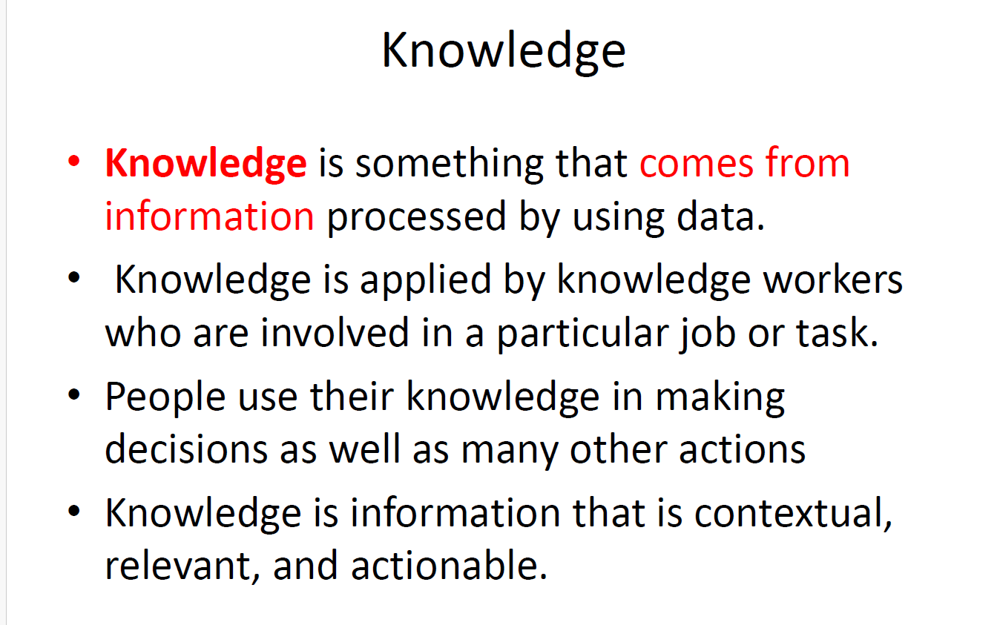 Knowledge
• Knowledge is something that comes from
information processed by using data.
• Knowledge is applied by knowledge workers
who are involved in a particular job or task.
• People use their knowledge in making
decisions as well as many other actions
• Knowledge is information that is contextual,
relevant, and actionable.